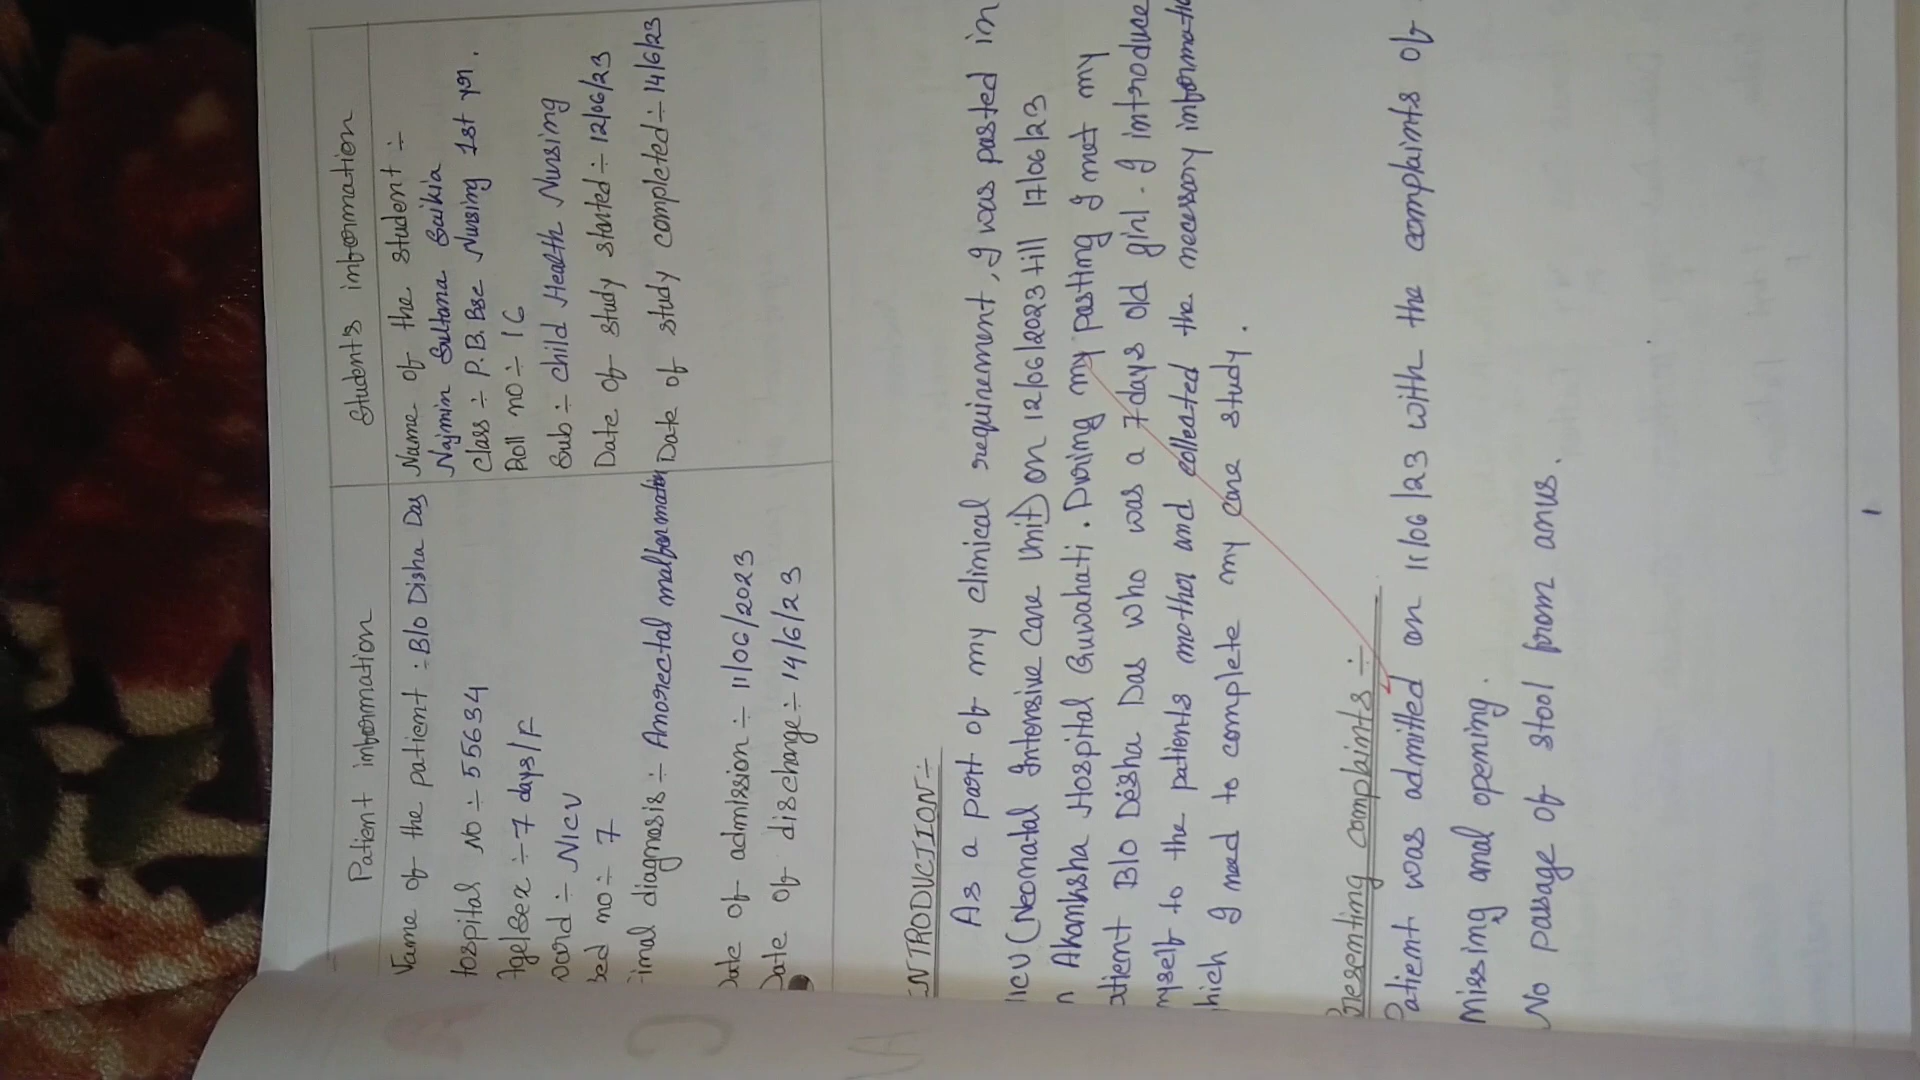 Patient information
Students information
Name of the patient :- B/o Disha Das
Hospital No ÷ 55634
Age/Sex ÷ 7 days/F
ward ÷ NICU
Bed no ÷ 7
inal diagnosis ÷ Anorectal malformation
Date of admission ÷ 11/06/2023
Date of discharge ÷ 14/6/23
Name of the student ÷
Najmin Sultana Saikia
Class ÷ P.B.Bsc Nursing 1st yr.
Roll no ÷ 16
Sub ÷ Child Health Nursing
Date of study started ÷ 12/06/23
Date of study completed ÷ 14/6/23
INTRODUCTION ÷
As a part of my clinical requirement, I was posted in
NICU (Neonatal Intensive Care Unit) on 12/06/2023 till 17/06/23
n Akanksha Hospital Guwahati. During my posting I met my
atient B/o Disha Das who was a 7 days old girl. I introduce
myself to the patients mother and collected the necessary informatio
which I need to complete my care study.
Presenting complaints ÷
Patient was admitted on 11/06/23 with the complaints of
Missing anal opening.
No passage of stool from anus.
1